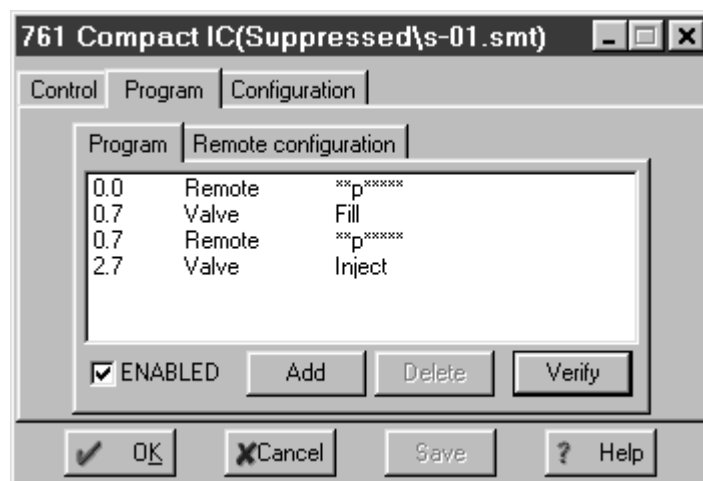 761 Compact IC(Suppressed\s-01.smt)
Control Program Configuration
Program Remote configuration
0.0 Remote **p*****
0.7 Valve Fill
0.7 Remote **p*****
2.7 Valve Inject
ENABLED Add Delete Verify
OK Cancel Save ? Help